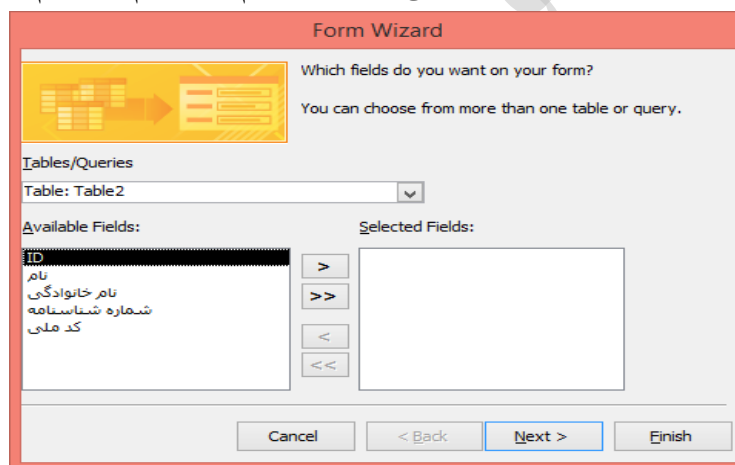 Form Wizard
Which fields do you want on your form?
You can choose from more than one table or query.
Tables/Queries
Table: Table2
Available Fields:
Selected Fields:
ID
نام
نام خانوادگی
شماره شناسنامه
کد ملی
>
>>
<
<<
Cancel
< Back
Next >
Finish